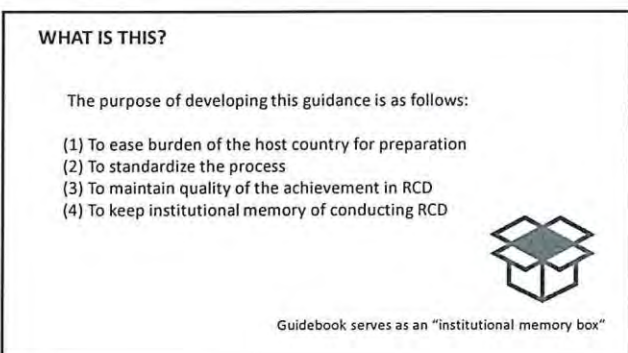 WHAT IS THIS?
The purpose of developing this guidance is as follows:
(1) To ease burden of the host country for preparation
(2) To standardize the process
(3) To maintain quality of the achievement in RCD
(4) To keep institutional memory of conducting RCD
Guidebook serves as an "institutional memory box"